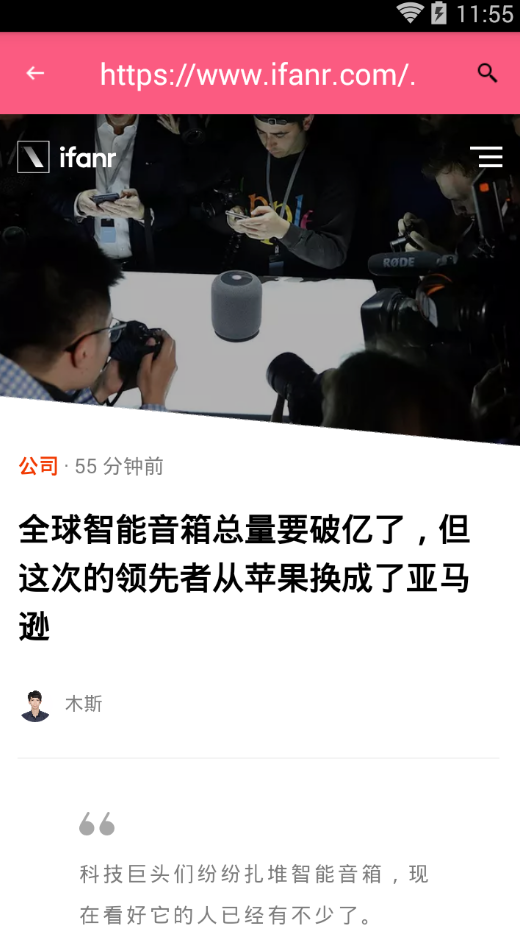 11:55
https://www.ifanr.com/.
ifanr
RØDE
公司 · 55 分钟前
全球智能音箱总量要破亿了，但
这次的领先者从苹果换成了亚马
逊
木斯
科技巨头们纷纷扎堆智能音箱，现
在看好它的人已经有不少了。